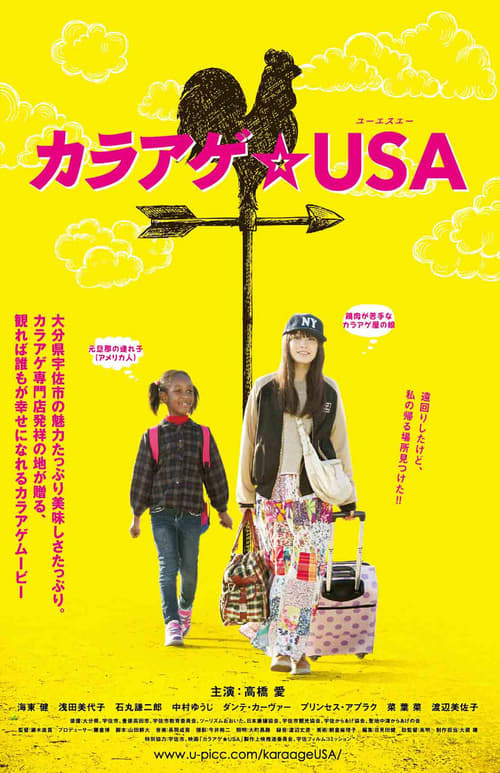 ユーエスエー
カラアゲ☆USA
NY
鶏肉が苦手な
カラアゲ屋の娘
元旦那の連れ子
(アメリカ人)
遠回りしたけど、
私の帰る場所見つけた!!
大分県宇佐市の魅力たっぷり美味しさたっぷり。
カラアゲ専門店発祥の地が贈る、
観れば誰もが幸せになれるカラアゲムービー
主演:高橋 愛
海東 健 浅田美代子 石丸謙二郎 中村ゆうじ ダンテ・カーヴァー プリンセス・アプラク 菜 葉 菜 渡辺美佐子
www.u-picc.com/karaageUSA/